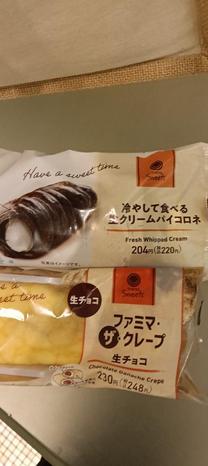 Have a sweet time
Sweets
冷やして食べる
生クリームパイコロネ
Fresh Whipped Cream
204円(税込220円)
a sweet time
Sweets
生チョコ
ファミマ・
ザ・クレープ
生チョコ
Chocolate Ganache Crepe
230円(税込248円)